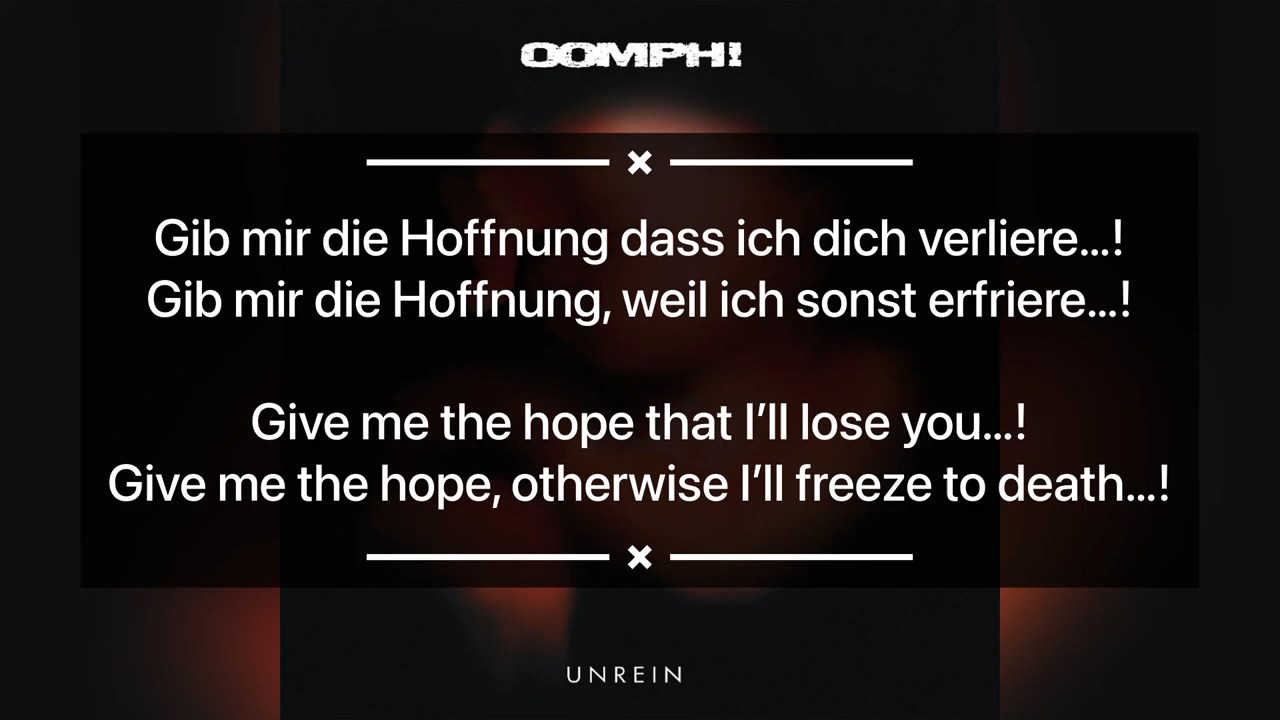 OOMPH!
Gib mir die Hoffnung dass ich dich verliere...!
Gib mir die Hoffnung, weil ich sonst erfriere...!
Give me the hope that I’ll lose you...!
Give me the hope, otherwise I’ll freeze to death...!
UNREIN